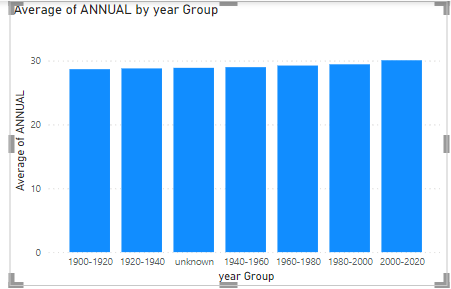 Average of ANNUAL by year Group
Average of ANNUAL
30
20
10
0
1900-1920 1920-1940 unknown 1940-1960 1960-1980 1980-2000 2000-2020
year Group